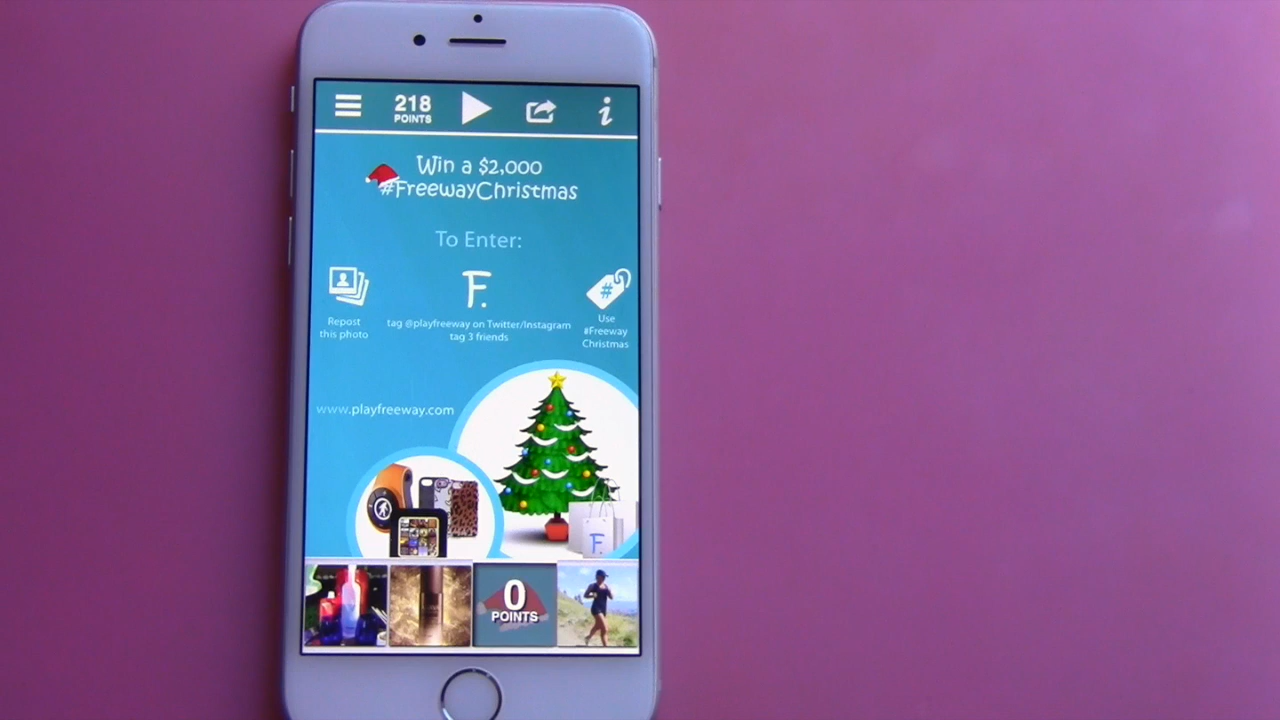 218
POINTS
i
Win a $2,000
#FreewayChristmas
To Enter:
F.
#
Repost
this photo
tag @playfreeway on Twitter/Instagram
tag 3 friends
Use
#Freeway
Christmas
www.playfreeway.com
F.
0
POINTS